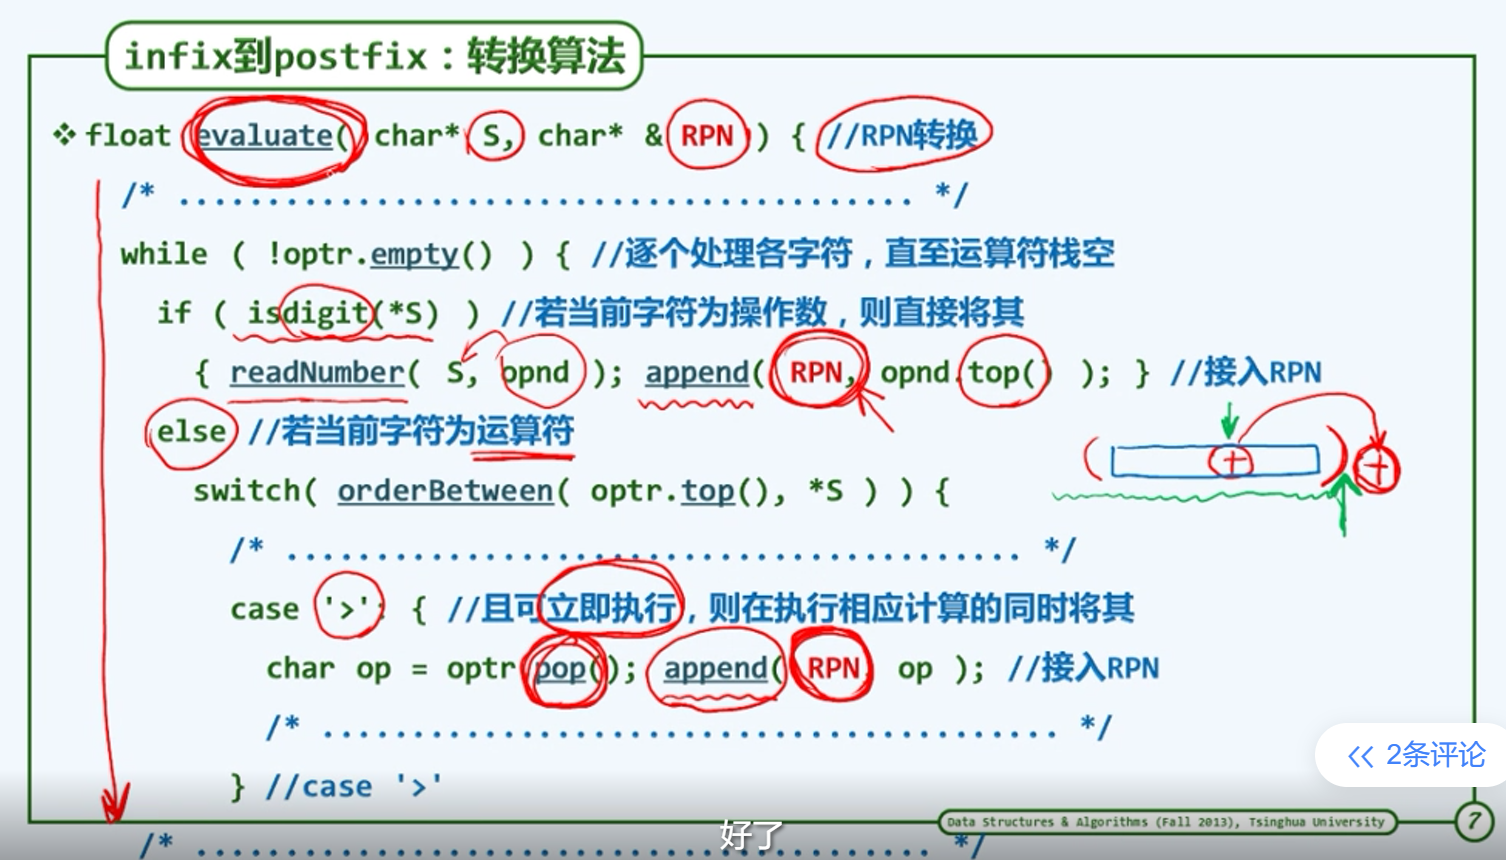 infix到postfix：转换算法
❖ float evaluate( char* S, char* & RPN ) { //RPN转换
/* .......................................... */
while ( !optr.empty() ) { //逐个处理各字符，直至运算符栈空
if ( isdigit(*S) ) //若当前字符为操作数，则直接将其
{ readNumber( S, opnd ); append( RPN, opnd.top() ); } //接入RPN
else //若当前字符为运算符
( + ) +
switch( orderBetween( optr.top(), *S ) ) {
/* .......................................... */
case '>': { //且可立即执行，则在执行相应计算的同时将其
char op = optr.pop(); append( RPN, op ); //接入RPN
/* .......................................... */
2条评论
} //case '>'
Data Structures & Algorithms (Fall 2013), Tsinghua University
7
/* .......................................... */
好了